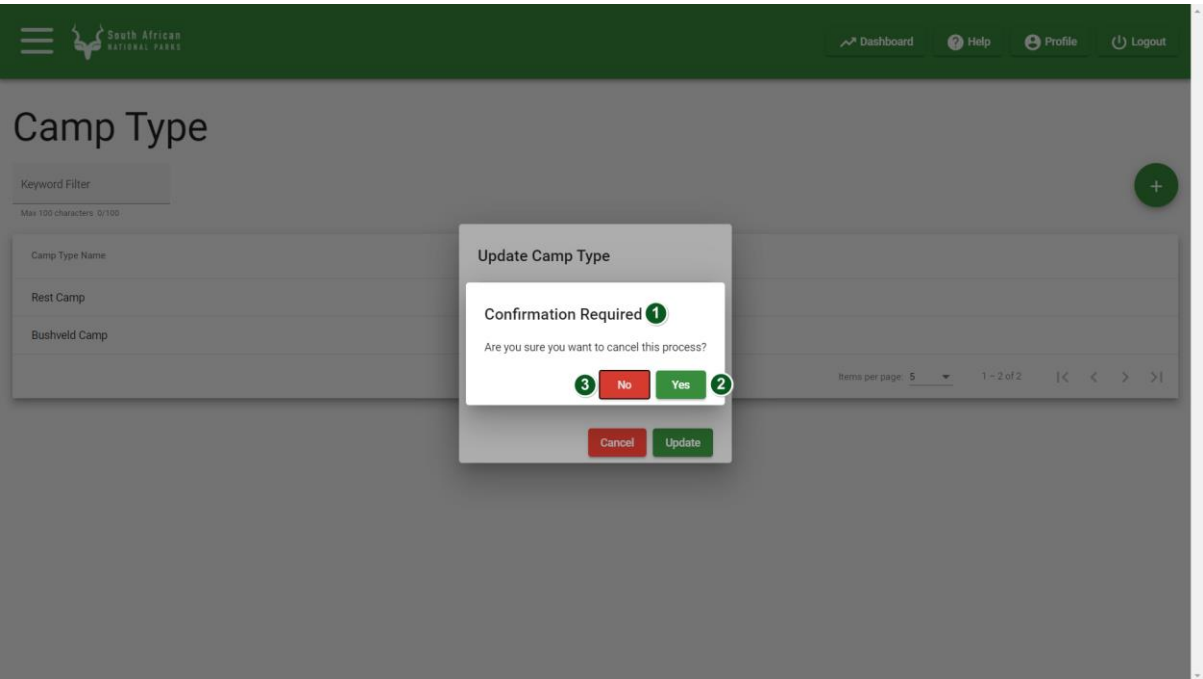 South African
NATIONAL PARKS
Dashboard
Help
Profile
Logout
Camp Type
Keyword Filter
Max 100 characters 0/100
+
Camp Type Name
Rest Camp
Bushveld Camp
Items per page: 5
1 – 2 of 2
Update Camp Type
Confirmation Required 1
Are you sure you want to cancel this process?
3 No Yes 2
Cancel Update